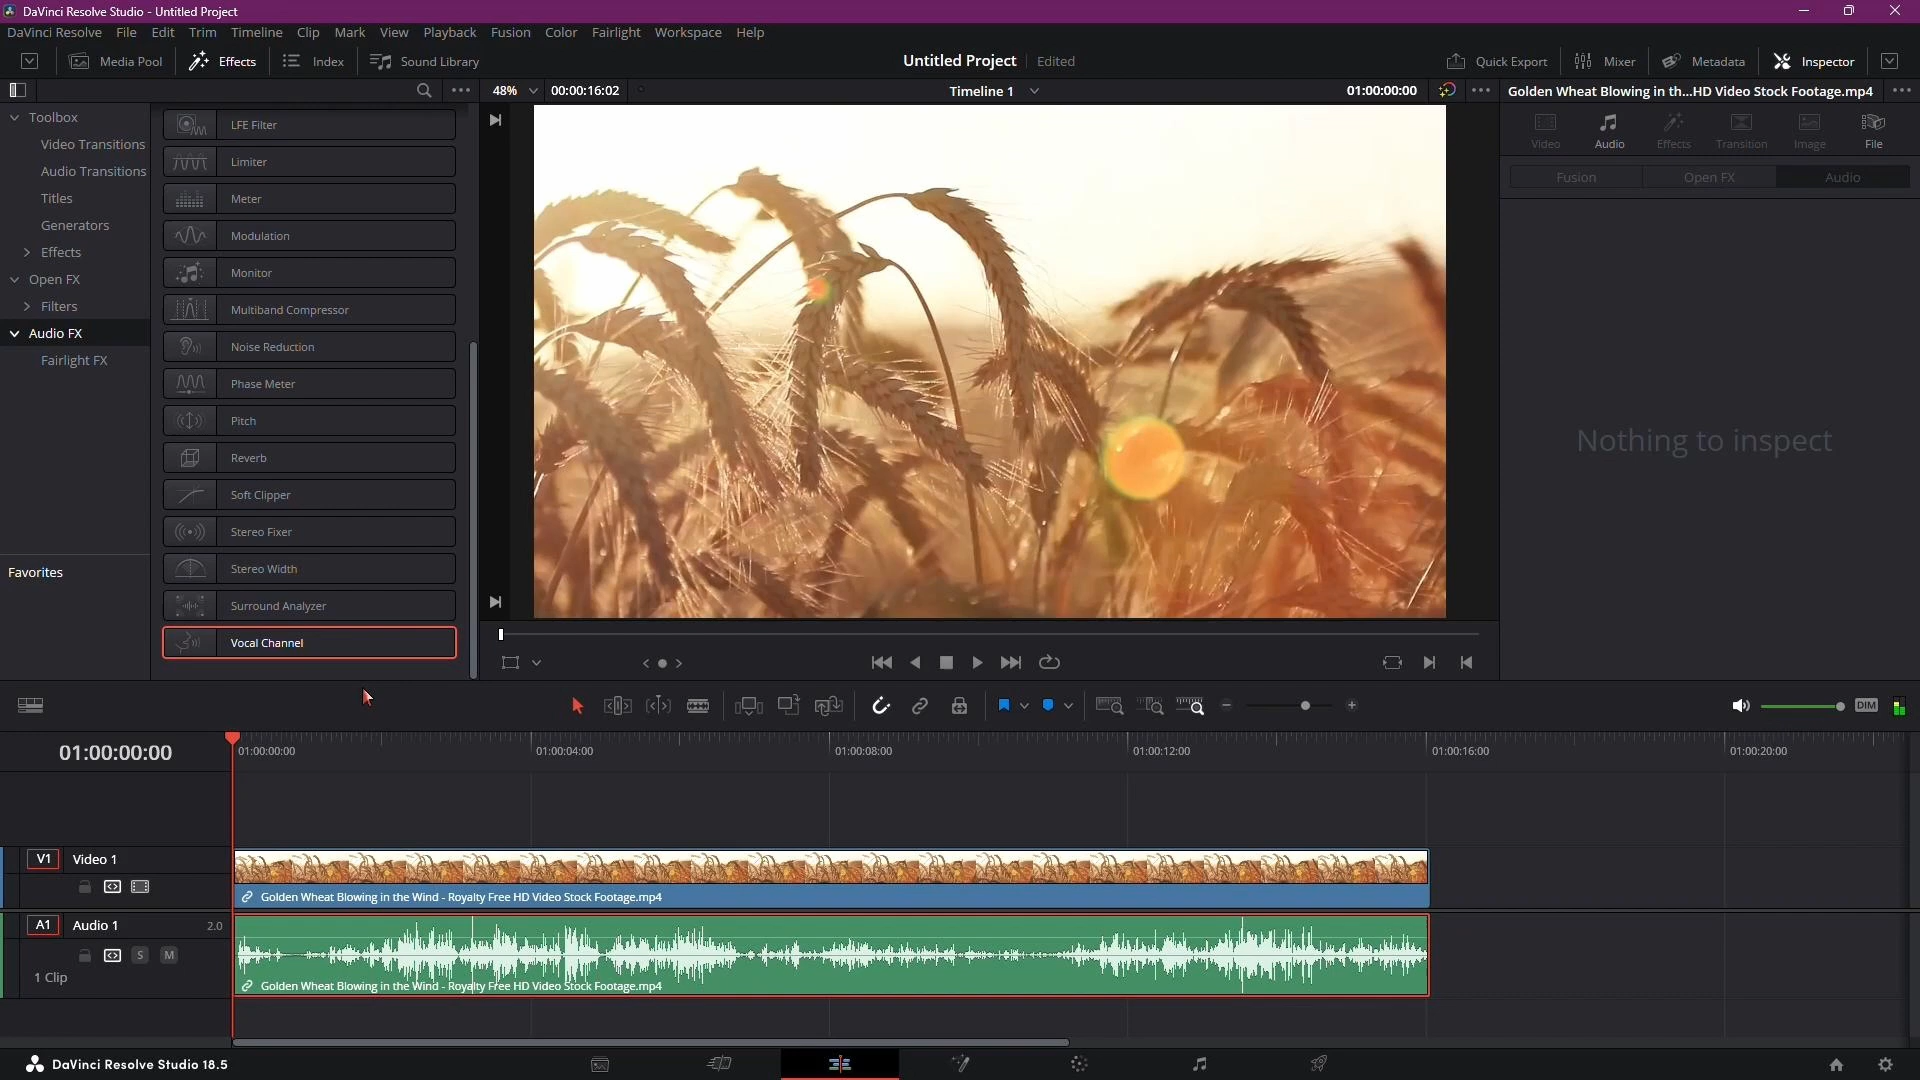 DaVinci Resolve Studio - Untitled Project
DaVinci Resolve File Edit Trim Timeline Clip Mark View Playback Fusion Color Fairlight Workspace Help
Media Pool Effects Index Sound Library Untitled Project Edited Quick Export Mixer Metadata Inspector
48% 00:00:16:02 Timeline 1 01:00:00:00 Golden Wheat Blowing in th...HD Video Stock Footage.mp4
Toolbox
Video Transitions
Audio Transitions
Titles
Generators
Effects
Open FX
Filters
Audio FX
Fairlight FX
Favorites
LFE Filter
Limiter
Meter
Modulation
Monitor
Multiband Compressor
Noise Reduction
Phase Meter
Pitch
Reverb
Soft Clipper
Stereo Fixer
Stereo Width
Surround Analyzer
Vocal Channel
Video Audio Effects Transition Image File
Fusion Open FX Audio
Nothing to inspect
DIM
01:00:00:00
01:00:00:00 01:00:04:00 01:00:08:00 01:00:12:00 01:00:16:00 01:00:20:00
V1 Video 1
Golden Wheat Blowing in the Wind - Royalty Free HD Video Stock Footage.mp4
A1 Audio 1 2.0
S M
1 Clip
Golden Wheat Blowing in the Wind - Royalty Free HD Video Stock Footage.mp4
DaVinci Resolve Studio 18.5